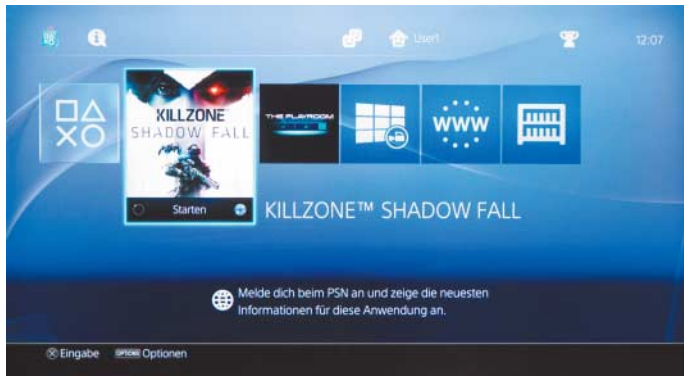 User1
12:07
KILLZONE
SHADOW FALL
THE PLAYROOM
WWW
Starten
KILLZONE™ SHADOW FALL
Melde dich beim PSN an und zeige die neuesten
Informationen für diese Anwendung an.
Eingabe OPTIONS Optionen